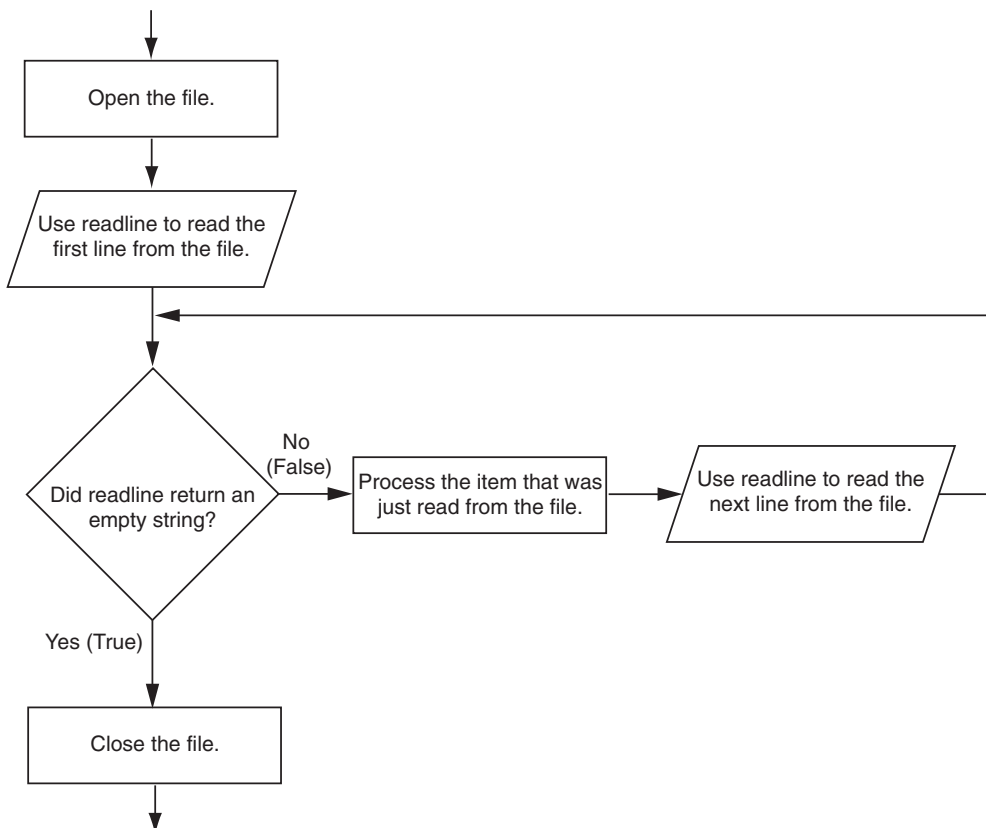 Open the file.
Use readline to read the
first line from the file.
No
(False)
Did readline return an
empty string?
Process the item that was
just read from the file.
Use readline to read the
next line from the file.
Yes (True)
Close the file.